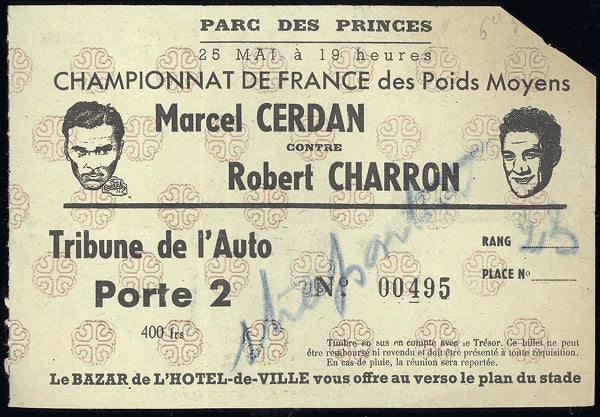 PARC DES PRINCES
25 MAI à 19 heures
CHAMPIONNAT DE FRANCE des Poids Moyens
Marcel CERDAN
CONTRE
Robert CHARRON
Tribune de l'Auto
RANG
Porte 2
N° 00495
PLACE N°
400 frs
Timbre en sus en compte avec le Trésor. Ce billet ne peut
être remboursé ni revendu et doit être présenté à toute réquisition.
En cas de pluie, la réunion sera reportée.
Le BAZAR de L'HOTEL-de-VILLE vous offre au verso le plan du stade